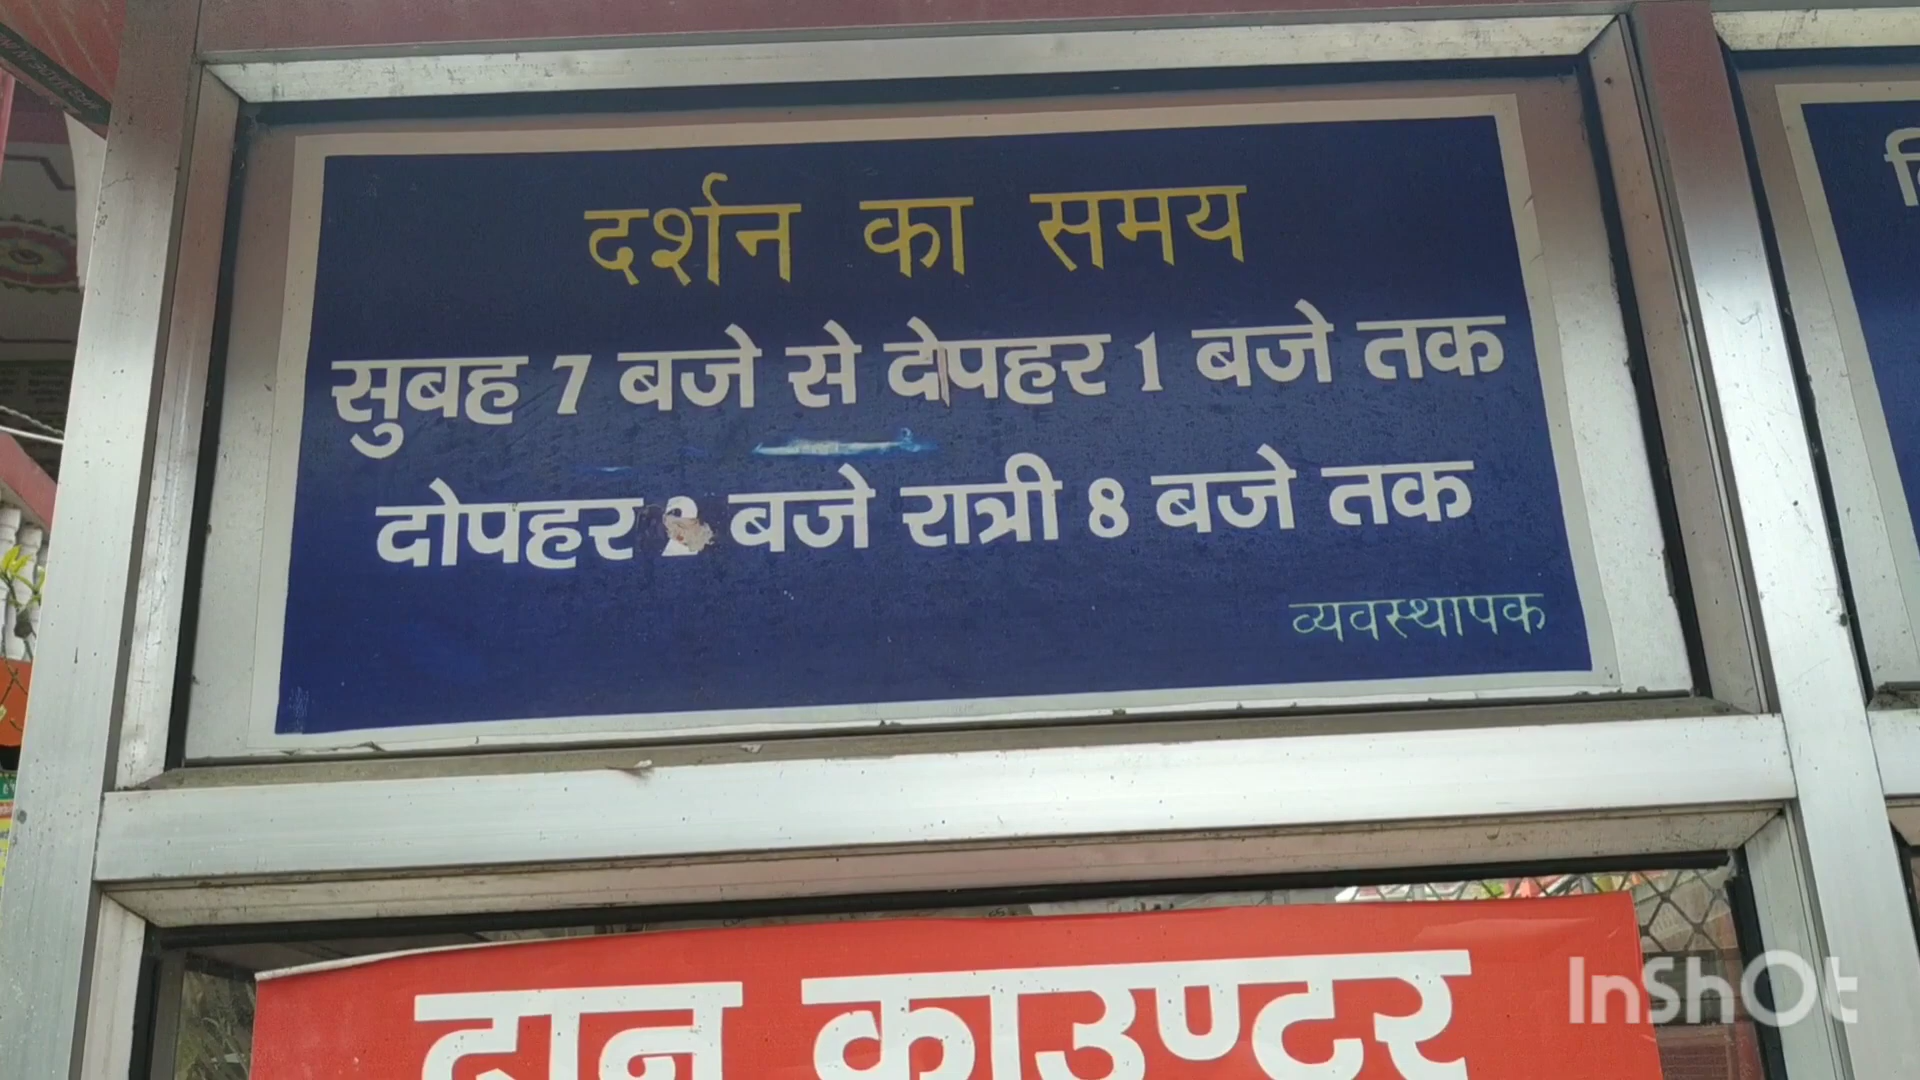 दर्शन का समय
सुबह 7 बजे से देपहर 1 बजे तक
दोपहर 2 बजे रात्री 8 बजे तक
व्यवस्थापक
दान काउण्टर
InShOt